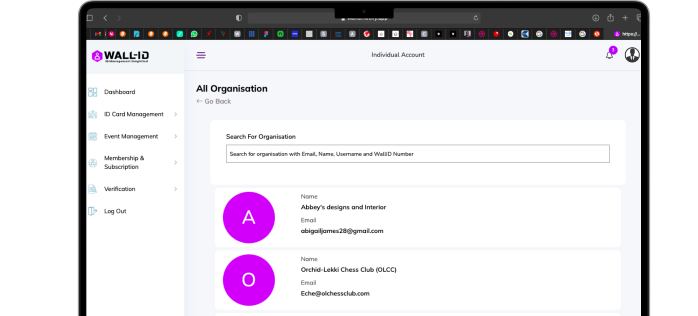 https://...
WALL-ID
Individual Account
Dashboard
ID Card Management
Event Management
Membership &
Subscription
Verification
Log Out
All Organisation
← Go Back
Search For Organisation
Search for organisation with Email, Name, Username and WallID Number
A
Name
Abbey's designs and Interior
Email
abigailjames28@gmail.com
O
Name
Orchid-Lekki Chess Club (OLCC)
Email
Eche@olchessclub.com